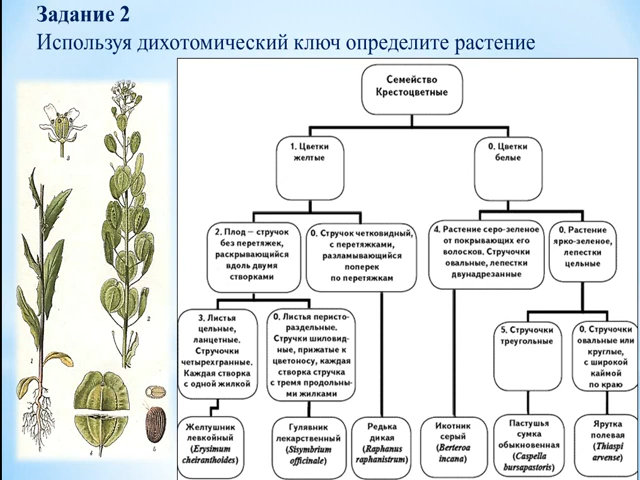 Задание 2
Используя дихотомический ключ определите растение
Семейство
Крестоцветные
1. Цветки
желтые
0. Цветки
белые
2. Плод — стручок
без перетяжек,
раскрывающийся
вдоль двумя
створками
0. Стручок четковидный,
с перетяжками,
разламывающийся
поперек
по перетяжкам
4. Растение серо-зеленое
от покрывающих его
волосков. Стручочки
овальные, лепестки
двунадрезанные
0. Растение
ярко-зеленое,
лепестки
цельные
3. Листья
цельные,
ланцетные.
Стручочки
четырехгранные.
Каждая створка
с одной жилкой
0. Листья перисто-
раздельные.
Стручки шиловид-
ные, прижатые к
цветоносу, каждая
створка стручка
с тремя продольны-
ми жилками
5. Стручочки
треугольные
0. Стручочки
овальные или
круглые,
с широкой
каймой
по краю
Желтушник
левкойный
(Erysimum
cheiranthoides)
Гулявник
лекарственный
(Sisymbrium
officinale)
Редька
дикая
(Raphanus
raphanistrum)
Икотник
серый
(Berteroa
incana)
Пастушья
сумка
обыкновенная
(Caspella
bursapastoris)
Ярутка
полевая
(Thiaspi
arvense)
1
2
3